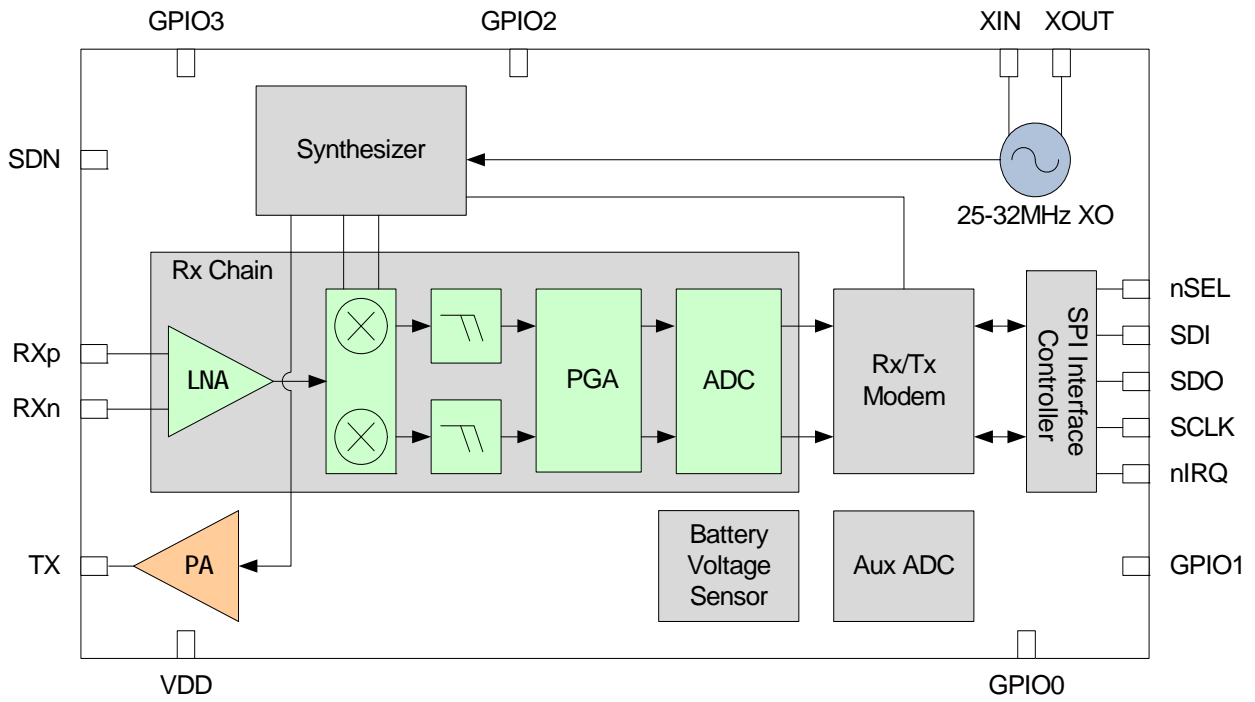 GPIO3
GPIO2
XIN
XOUT
SDN
Synthesizer
25-32MHz XO
Rx Chain
nSEL
SDI
SDO
SCLK
nIRQ
SPI Interface
Controller
RXp
RXn
LNA
PGA
ADC
Rx/Tx
Modem
TX
PA
Battery
Voltage
Sensor
Aux ADC
GPIO1
VDD
GPIO0